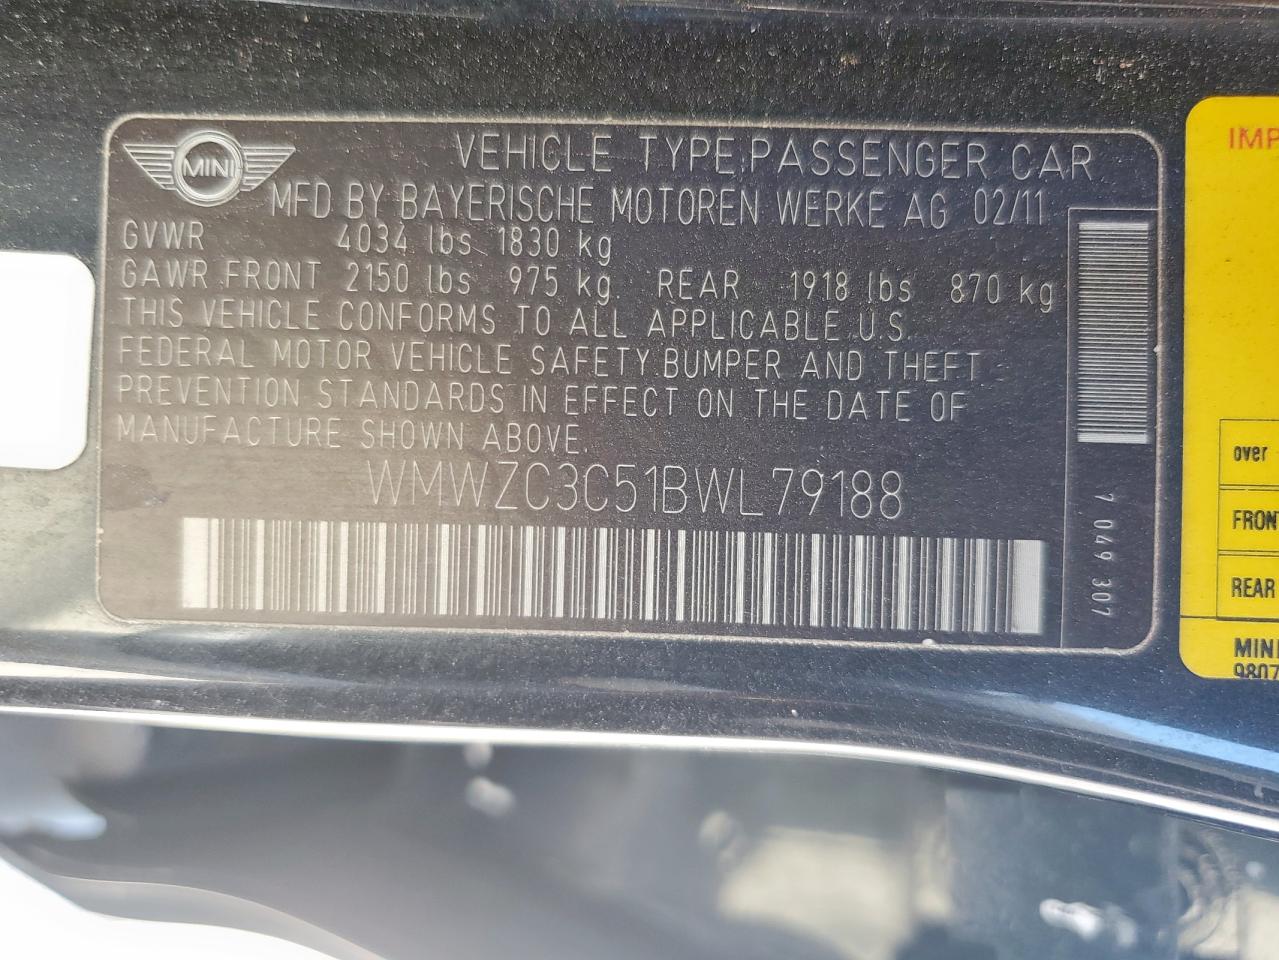 MINI
VEHICLE TYPE:PASSENGER CAR
MFD BY BAYERISCHE MOTOREN WERKE AG 02/11
GVWR 4034 lbs 1830 kg
GAWR FRONT 2150 lbs 975 kg REAR 1918 lbs 870 kg
THIS VEHICLE CONFORMS TO ALL APPLICABLE U.S.
FEDERAL MOTOR VEHICLE SAFETY BUMPER AND THEFT
PREVENTION STANDARDS IN EFFECT ON THE DATE OF
MANUFACTURE SHOWN ABOVE.
WMWZC3C51BWL79188
7 049 307
over
REAR
MINI